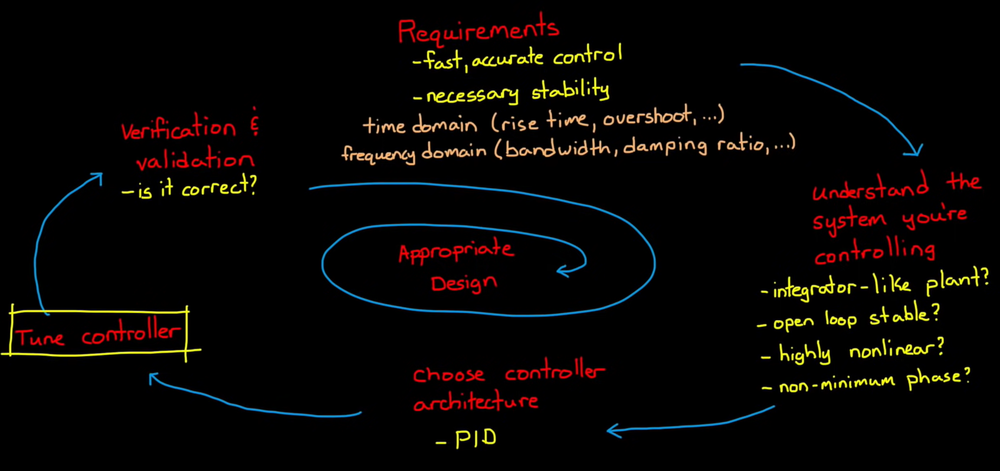 Requirements
-fast, accurate control
-necessary stability
time domain (rise time, overshoot, ...)
frequency domain (bandwidth, damping ratio, ...)
understand the
system you're
controlling
-integrator-like plant?
- open loop stable?
- highly nonlinear?
- non-minimum phase?
choose controller
architecture
- PID
Tune controller
Verification &
validation
-is it correct?
Appropriate
Design